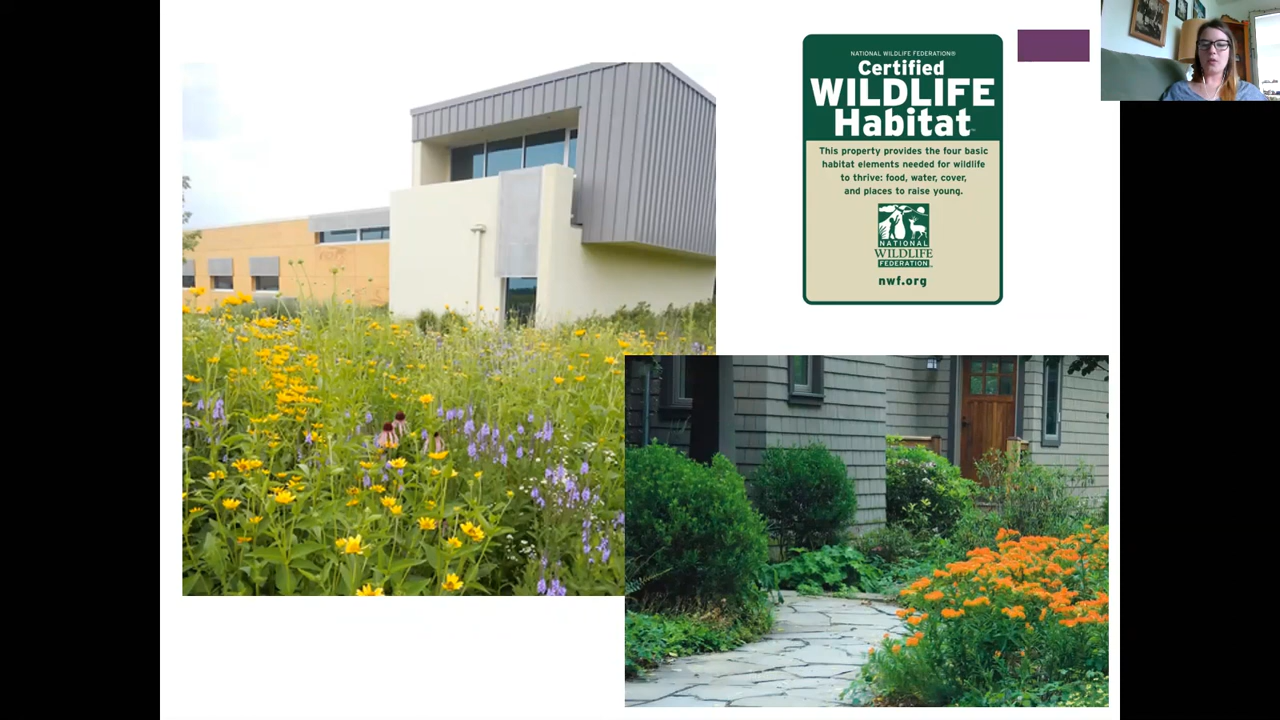 NATIONAL WILDLIFE FEDERATION®
Certified
WILDLIFE
Habitat™
This property provides the four basic
habitat elements needed for wildlife
to thrive: food, water, cover,
and places to raise young.
NATIONAL
WILDLIFE
FEDERATION
nwf.org